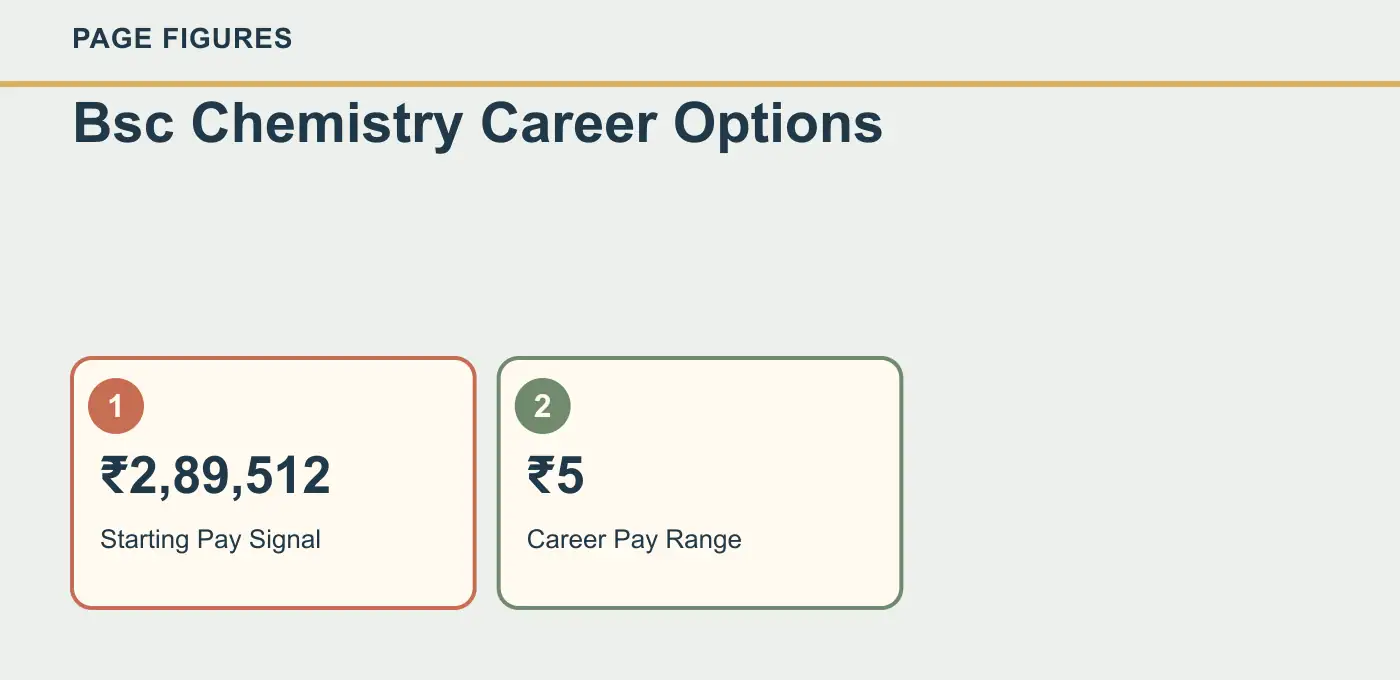 PAGE FIGURES
Bsc Chemistry Career Options
1
₹2,89,512
Starting Pay Signal
2
₹5
Career Pay Range